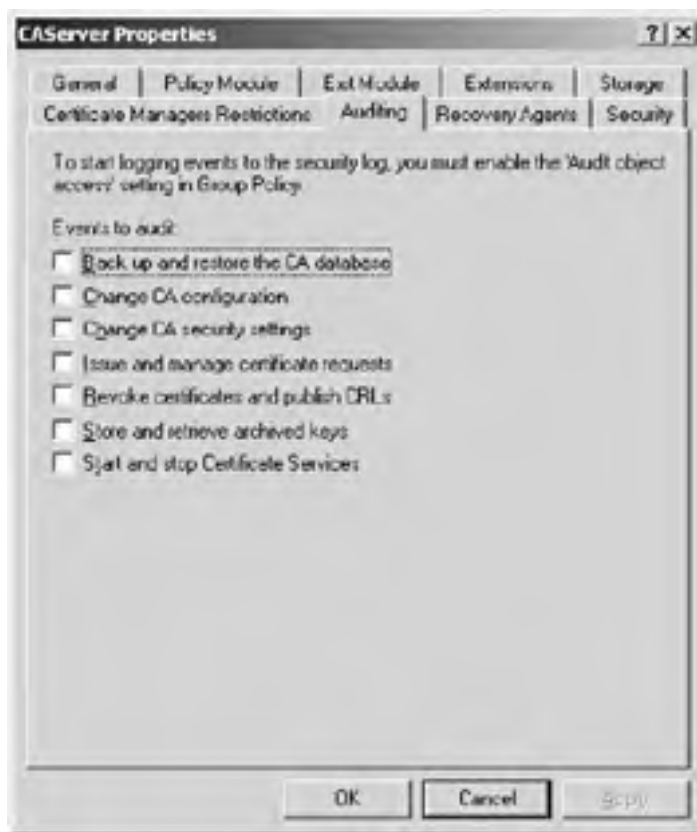 CAServer Properties
General Policy Module Exit Module Extensions Storage
Certificate Managers Restrictions Auditing Recovery Agents Security
To start logging events to the security log, you must enable the 'Audit object
access' setting in Group Policy.
Events to audit:
Back up and restore the CA database
Change CA configuration
Change CA security settings
Issue and manage certificate requests
Revoke certificates and publish CRLs
Store and retrieve archived keys
Start and stop Certificate Services
OK Cancel Apply